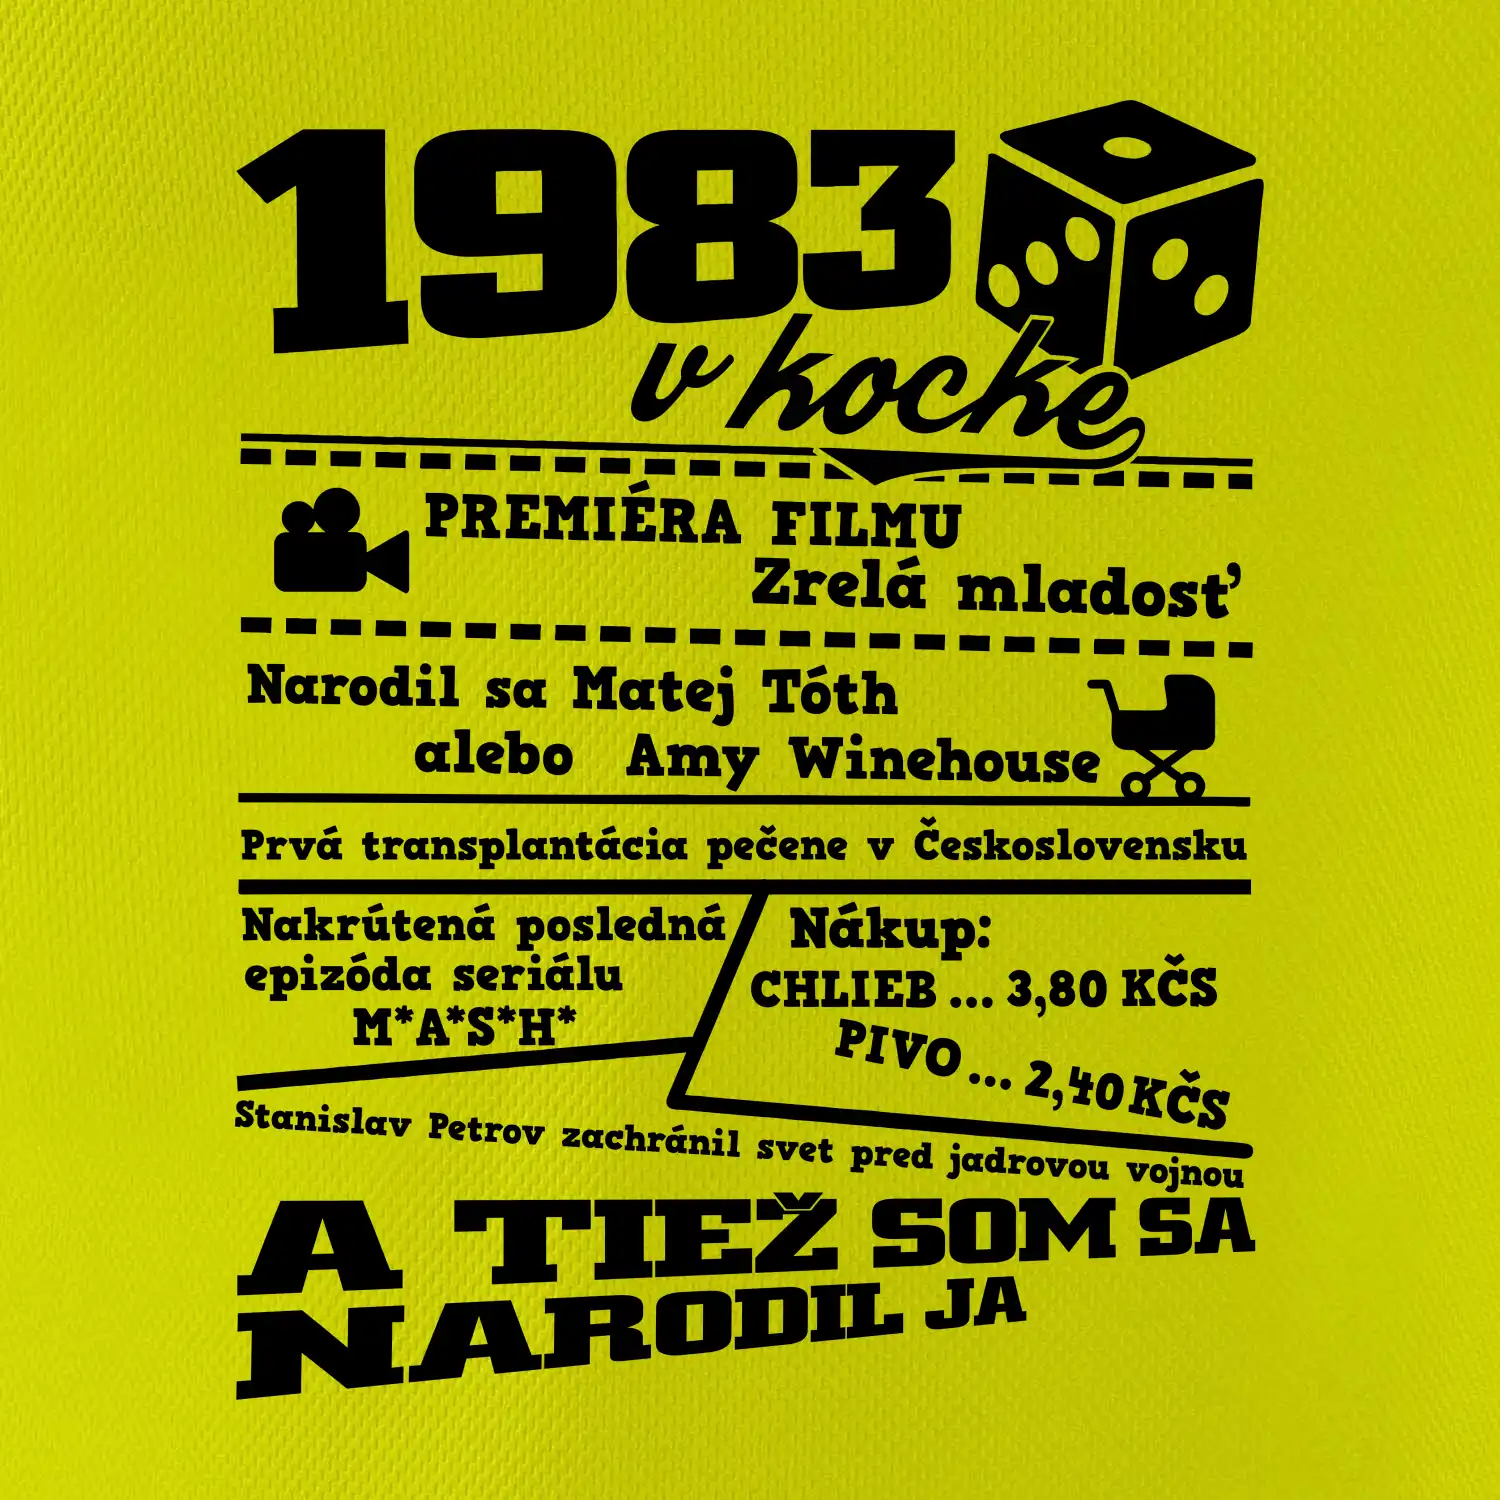 1983
v kocke
PREMIÉRA FILMU
Zrelá mladosť
Narodil sa Matej Tóth
alebo Amy Winehouse
Prvá transplantácia pečene v Československu
Nakrútená posledná
epizóda seriálu
M*A*S*H*
Nákup:
CHLIEB ... 3,80 KČS
PIVO ... 2,40 KČS
Stanislav Petrov zachránil svet pred jadrovou vojnou
A TIEŽ SOM SA
NARODIL JA